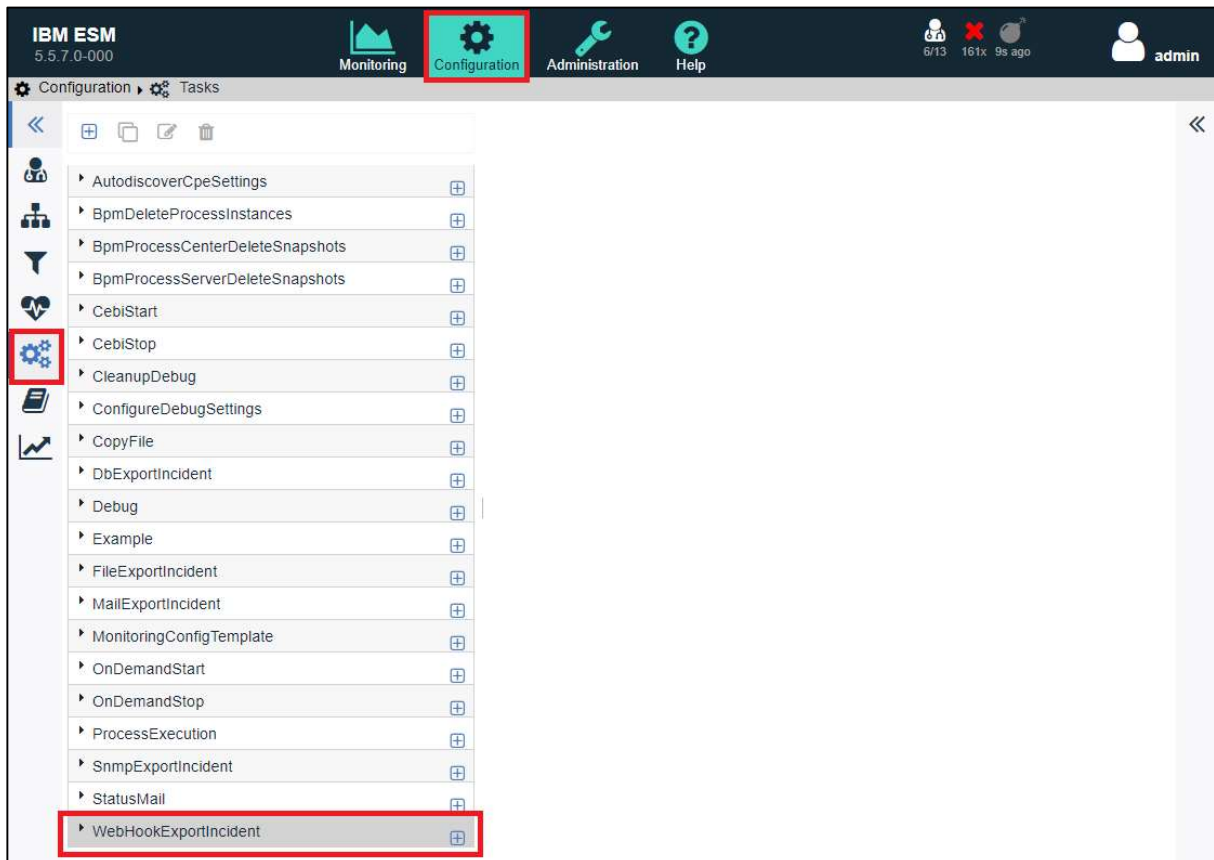 IBM ESM
5.5.7.0-000
Monitoring
Configuration
Administration
Help
6/13 161x 9s ago
admin
Configuration Tasks
AutodiscoverCpeSettings
BpmDeleteProcessInstances
BpmProcessCenterDeleteSnapshots
BpmProcessServerDeleteSnapshots
CebiStart
CebiStop
CleanupDebug
ConfigureDebugSettings
CopyFile
DbExportIncident
Debug
Example
FileExportIncident
MailExportIncident
MonitoringConfigTemplate
OnDemandStart
OnDemandStop
ProcessExecution
SnmpExportIncident
StatusMail
WebHookExportIncident